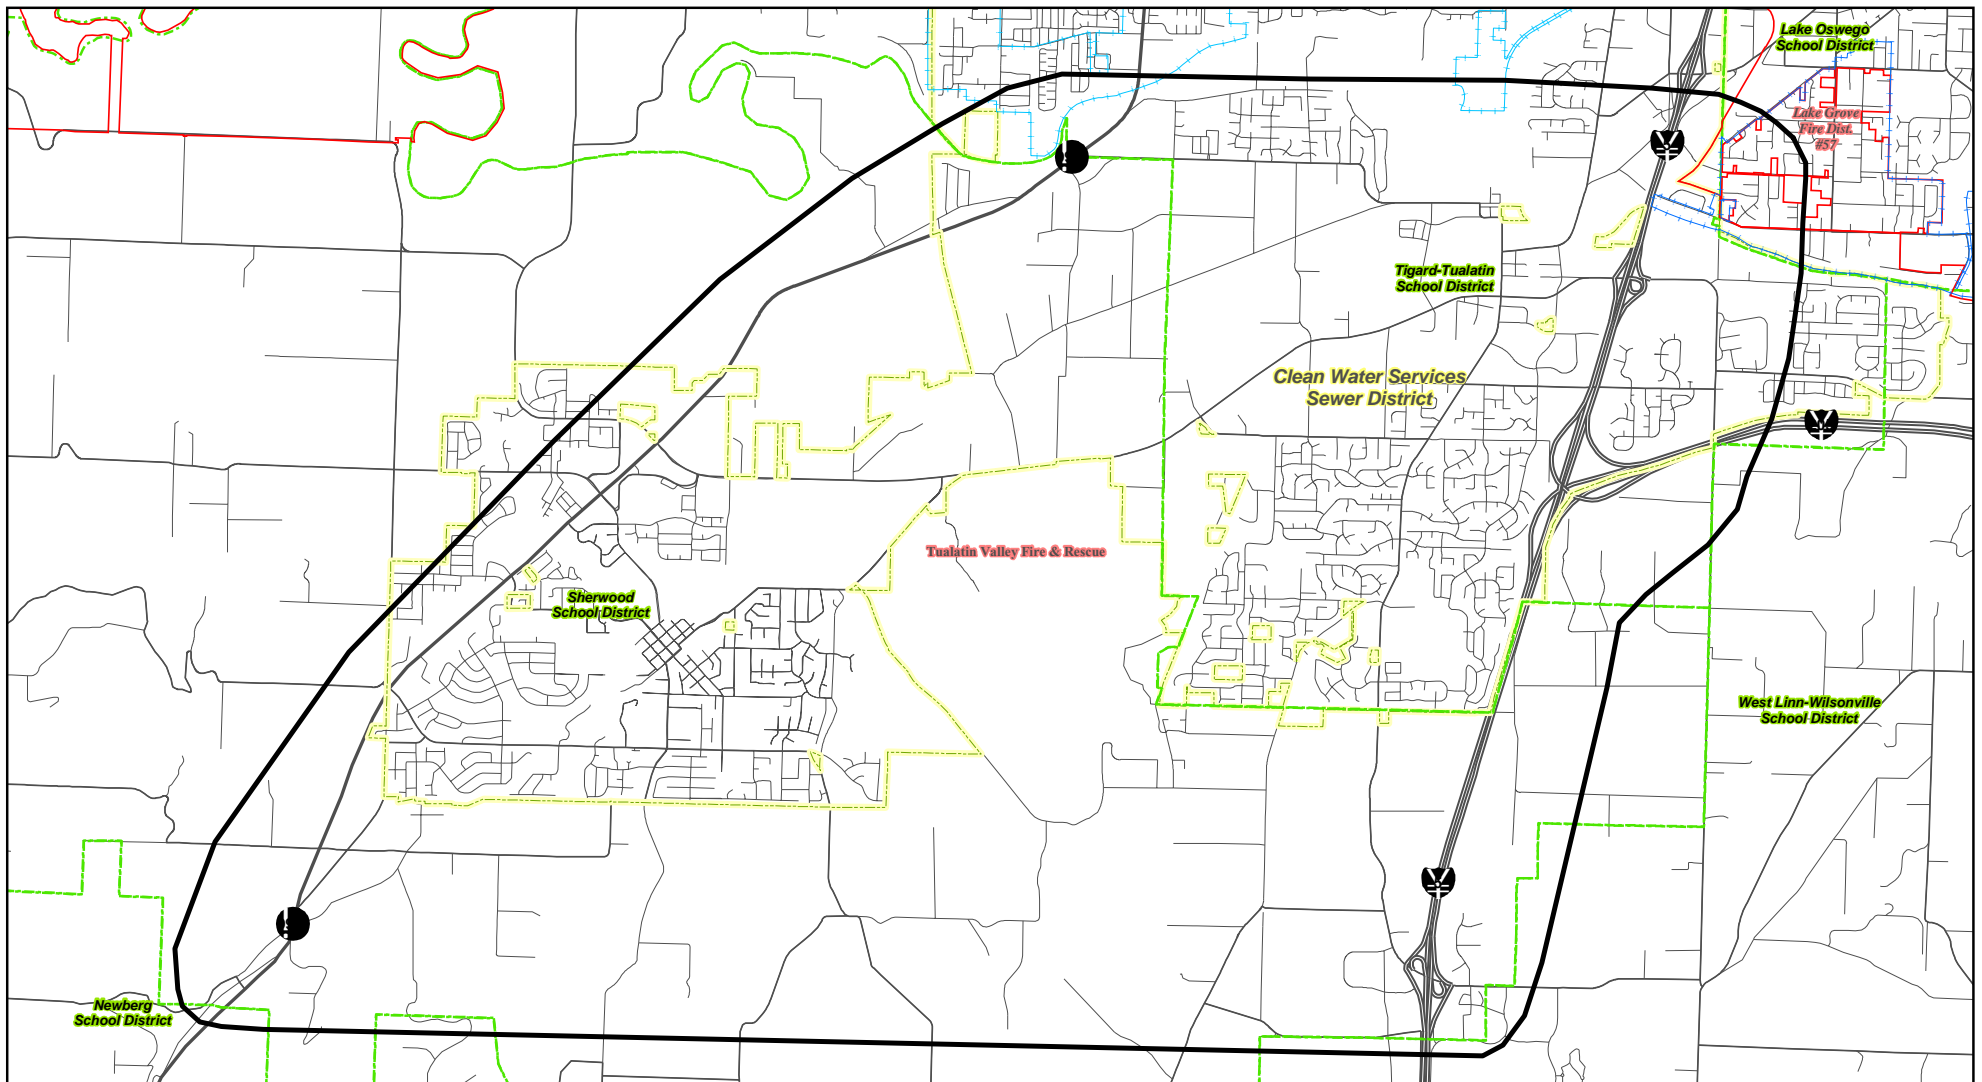 Lake Oswego
School District
Lake Grove
Fire Dist.
#57
Tigard-Tualatin
School District
Clean Water Services
Sewer District
Tualatin Valley Fire & Rescue
Sherwood
School District
West Linn-Wilsonville
School District
Newberg
School District